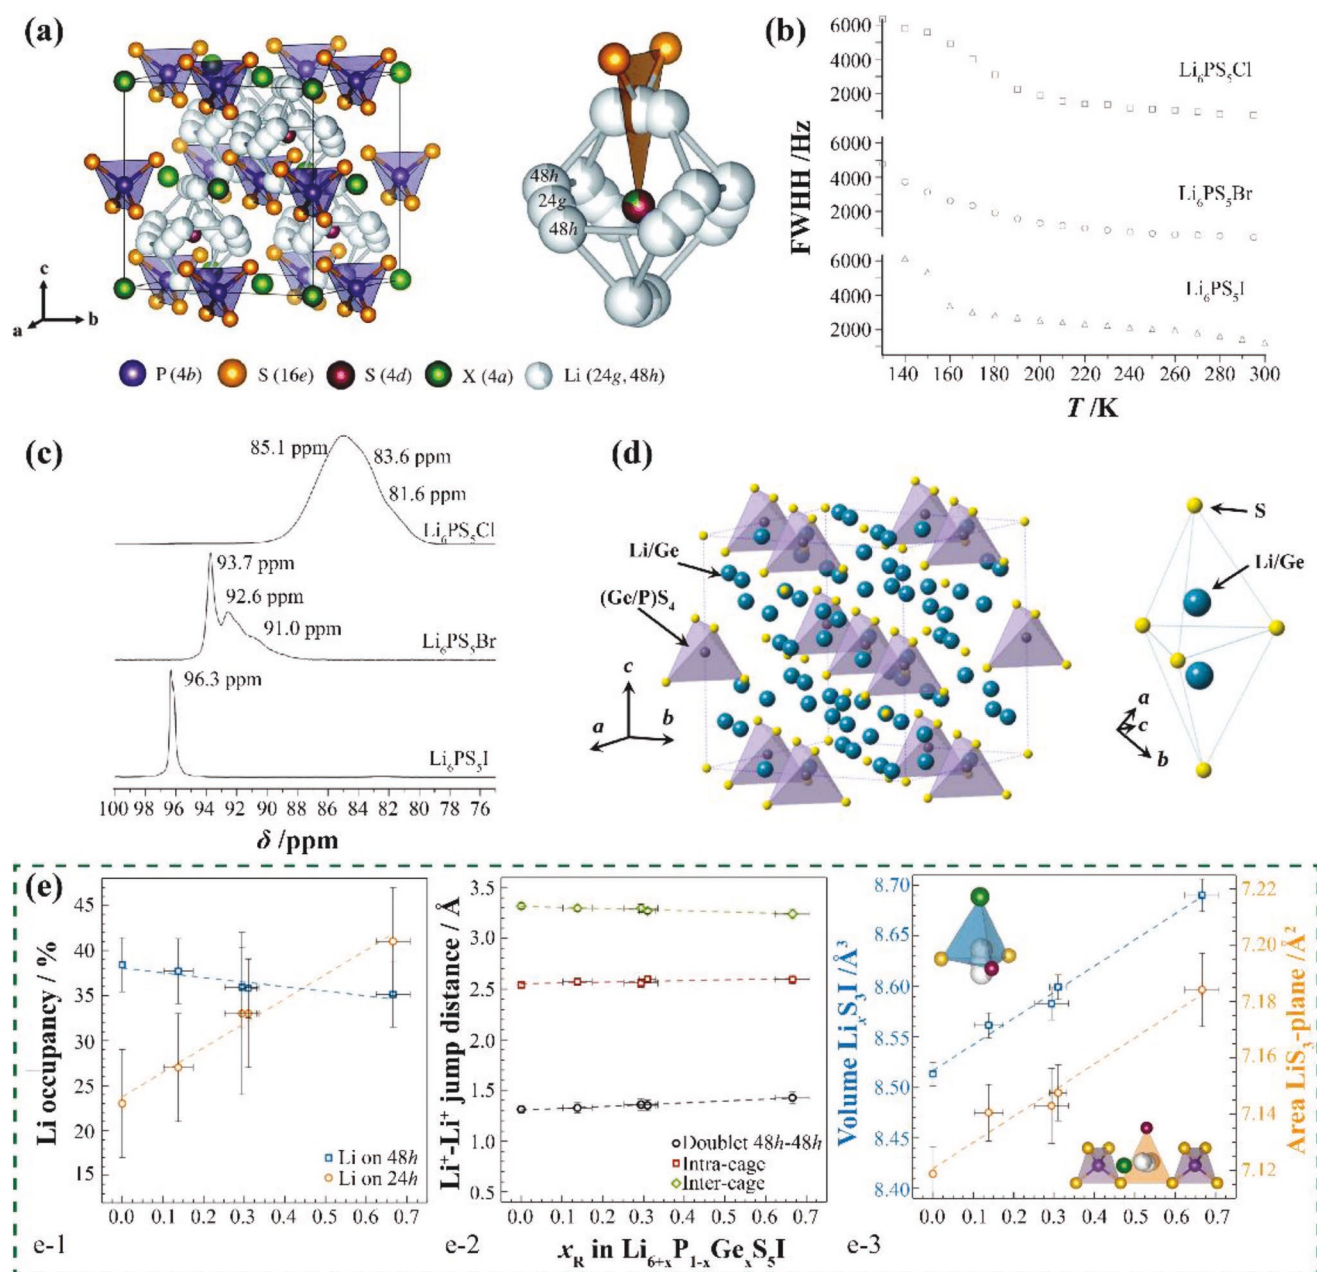 (a)
48h
24g
48h
c
a
b
P (4b)
S (16e)
S (4d)
X (4a)
Li (24g, 48h)
(b)
FWHH /Hz
6000
4000
2000
6000
4000
2000
6000
4000
2000
Li₆PS₅Cl
Li₆PS₅Br
Li₆PS₅I
140 160 180 200 220 240 260 280 300
T /K
(c)
85.1 ppm
83.6 ppm
81.6 ppm
Li₆PS₅Cl
93.7 ppm
92.6 ppm
91.0 ppm
Li₆PS₅Br
96.3 ppm
Li₆PS₅I
100 98 96 94 92 90 88 86 84 82 80 78 76
δ /ppm
(d)
Li/Ge
(Ge/P)S₄
c
a
b
S
Li/Ge
a
c
b
(e)
Li occupancy / %
45
40
35
30
25
20
15
Li on 48h
Li on 24h
0.0 0.1 0.2 0.3 0.4 0.5 0.6 0.7
e-1
Li⁺-Li⁺ jump distance / Å
3.5
3.0
2.5
2.0
1.5
1.0
0.5
Doublet 48h-48h
Intra-cage
Inter-cage
0.0 0.1 0.2 0.3 0.4 0.5 0.6 0.7
e-2
x_R in Li₆₊ₓP₁₋ₓGeₓS₅I
Volume LiₓS₃I /Å³
8.70
8.65
8.60
8.55
8.50
8.45
8.40
7.22
7.20
7.18
7.16
7.14
7.12
Area LiS₃-plane /Å²
0.0 0.1 0.2 0.3 0.4 0.5 0.6 0.7
e-3